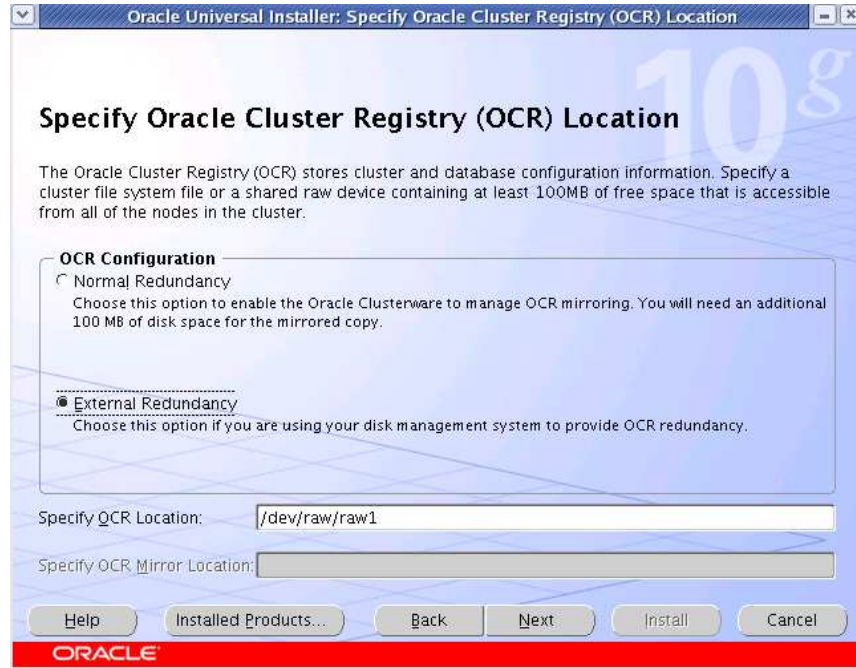 Oracle Universal Installer: Specify Oracle Cluster Registry (OCR) Location
10g
Specify Oracle Cluster Registry (OCR) Location
The Oracle Cluster Registry (OCR) stores cluster and database configuration information. Specify a
cluster file system file or a shared raw device containing at least 100MB of free space that is accessible
from all of the nodes in the cluster.
OCR Configuration
Normal Redundancy
Choose this option to enable the Oracle Clusterware to manage OCR mirroring. You will need an additional
100 MB of disk space for the mirrored copy.
External Redundancy
Choose this option if you are using your disk management system to provide OCR redundancy.
Specify OCR Location: /dev/raw/raw1
Specify OCR Mirror Location:
Help Installed Products... Back Next Install Cancel
ORACLE